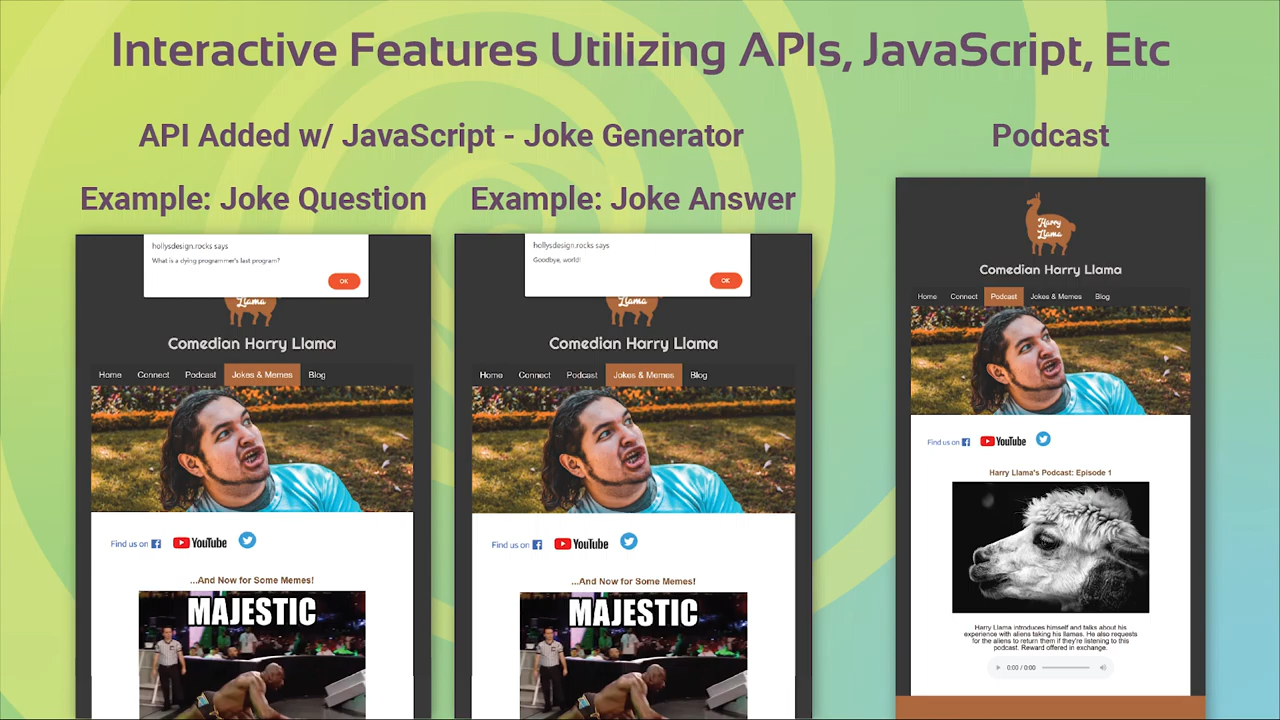 Interactive Features Utilizing APIs, JavaScript, Etc
API Added w/ JavaScript - Joke Generator
Example: Joke Question
hollysdesign.rocks says
What is a dying programmer's last program?
OK
Llama
Comedian Harry Llama
Home Connect Podcast Jokes & Memes Blog
Find us on
YouTube
...And Now for Some Memes!
MAJESTIC
Example: Joke Answer
hollysdesign.rocks says
Goodbye, world!
OK
Llama
Comedian Harry Llama
Home Connect Podcast Jokes & Memes Blog
Find us on
YouTube
...And Now for Some Memes!
MAJESTIC
Podcast
Harry
Llama
Comedian Harry Llama
Home Connect Podcast Jokes & Memes Blog
Find us on
YouTube
Harry Llama's Podcast: Episode 1
Harry Llama introduces himself and talks about his
experience with aliens taking his llamas. He also requests
for the aliens to return them if they're listening to this
podcast. Reward offered in exchange.
0:00 / 0:00